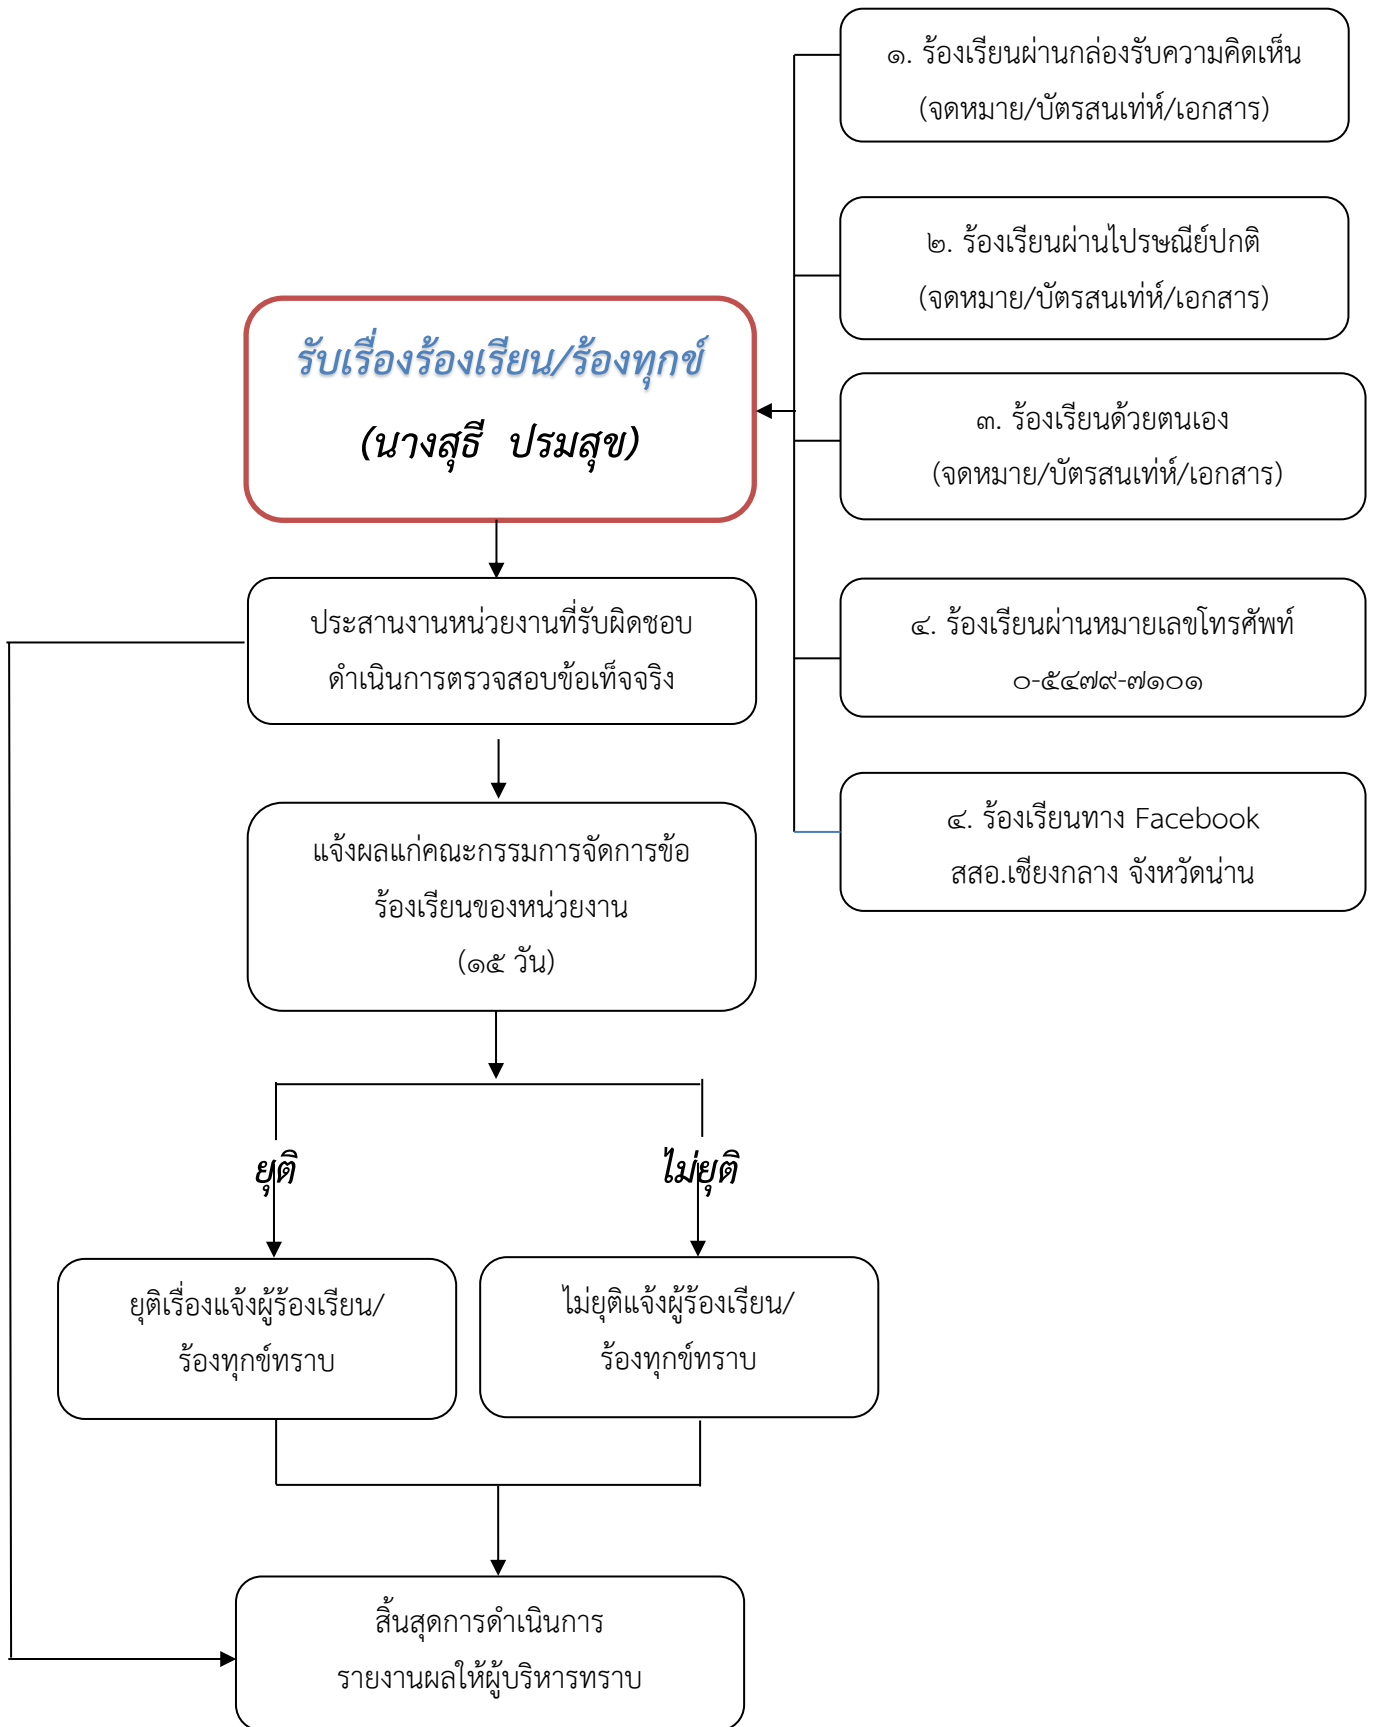 ๑. ร้องเรียนผ่านกล่องรับความคิดเห็น
(จดหมาย/บัตรสนเท่ห์/เอกสาร)
๒. ร้องเรียนผ่านไปรษณีย์ปกติ
(จดหมาย/บัตรสนเท่ห์/เอกสาร)
รับเรื่องร้องเรียน/ร้องทุกข์
(นางสุธี ปรมสุข)
๓. ร้องเรียนด้วยตนเอง
(จดหมาย/บัตรสนเท่ห์/เอกสาร)
ประสานงานหน่วยงานที่รับผิดชอบ
ดำเนินการตรวจสอบข้อเท็จจริง
๔. ร้องเรียนผ่านหมายเลขโทรศัพท์
๐-๕๔๗๙-๗๑๐๑
๔. ร้องเรียนทาง Facebook
สสอ.เชียงกลาง จังหวัดน่าน
แจ้งผลแก่คณะกรรมการจัดการข้อ
ร้องเรียนของหน่วยงาน
(๑๕ วัน)
ยุติ
ไม่ยุติ
ยุติเรื่องแจ้งผู้ร้องเรียน/
ร้องทุกข์ทราบ
ไม่ยุติแจ้งผู้ร้องเรียน/
ร้องทุกข์ทราบ
สิ้นสุดการดำเนินการ
รายงานผลให้ผู้บริหารทราบ